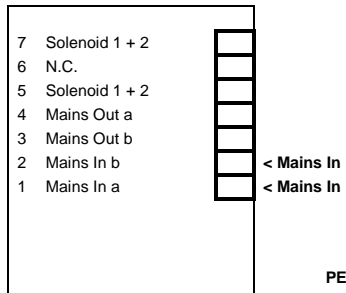 7 Solenoid 1 + 2
6 N.C.
5 Solenoid 1 + 2
4 Mains Out a
3 Mains Out b
2 Mains In b < Mains In
1 Mains In a < Mains In
PE